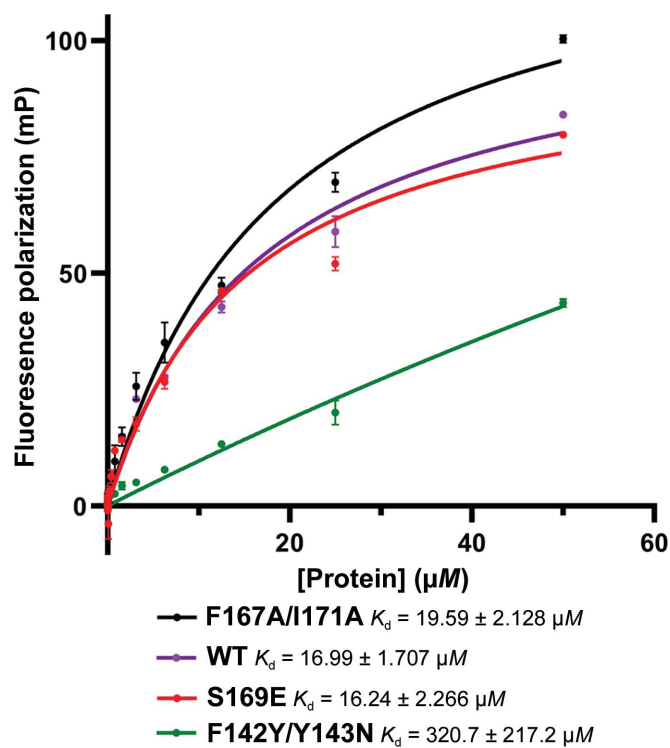 Fluoresence polarization (mP)
100
50
0
20
40
60
[Protein] (μM)
F167A/I171A Kd = 19.59 ± 2.128 μM
WT Kd = 16.99 ± 1.707 μM
S169E Kd = 16.24 ± 2.266 μM
F142Y/Y143N Kd = 320.7 ± 217.2 μM